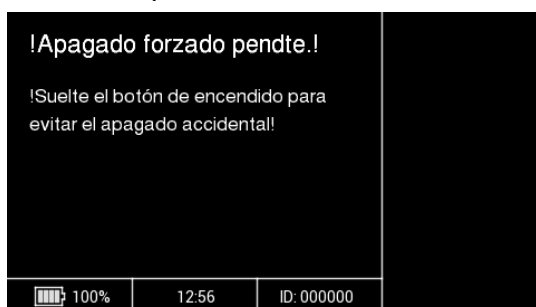 !Apagado forzado pendte.!
!Suelte el botón de encendido para
evitar el apagado accidental!
100% 12:56 ID: 000000